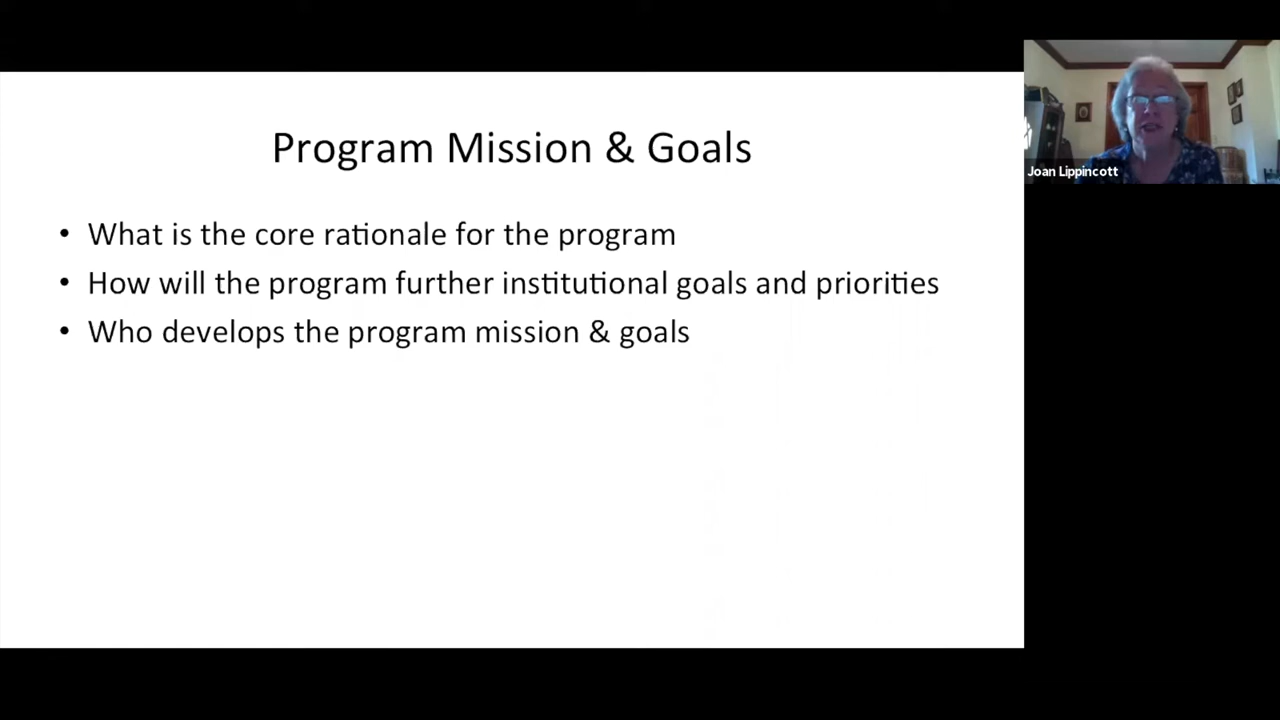 Program Mission & Goals
• What is the core rationale for the program
• How will the program further institutional goals and priorities
• Who develops the program mission & goals
Joan Lippincott